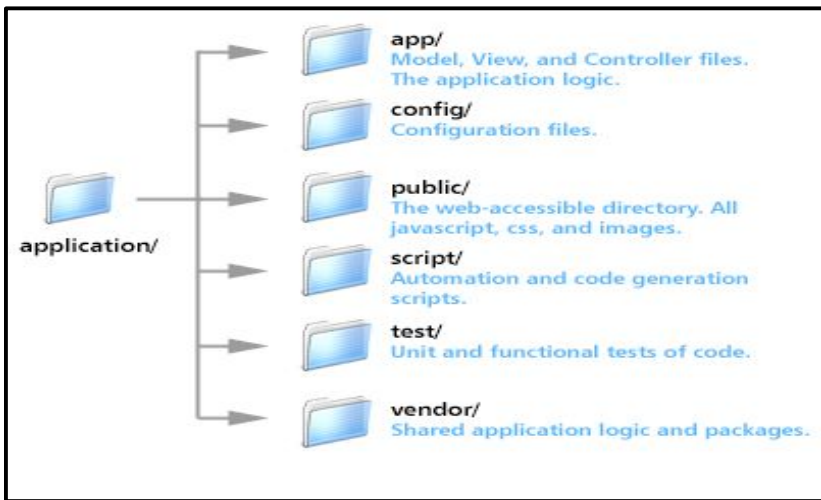 app/
Model, View, and Controller files.
The application logic.
config/
Configuration files.
public/
The web-accessible directory. All
javascript, css, and images.
application/
script/
Automation and code generation
scripts.
test/
Unit and functional tests of code.
vendor/
Shared application logic and packages.